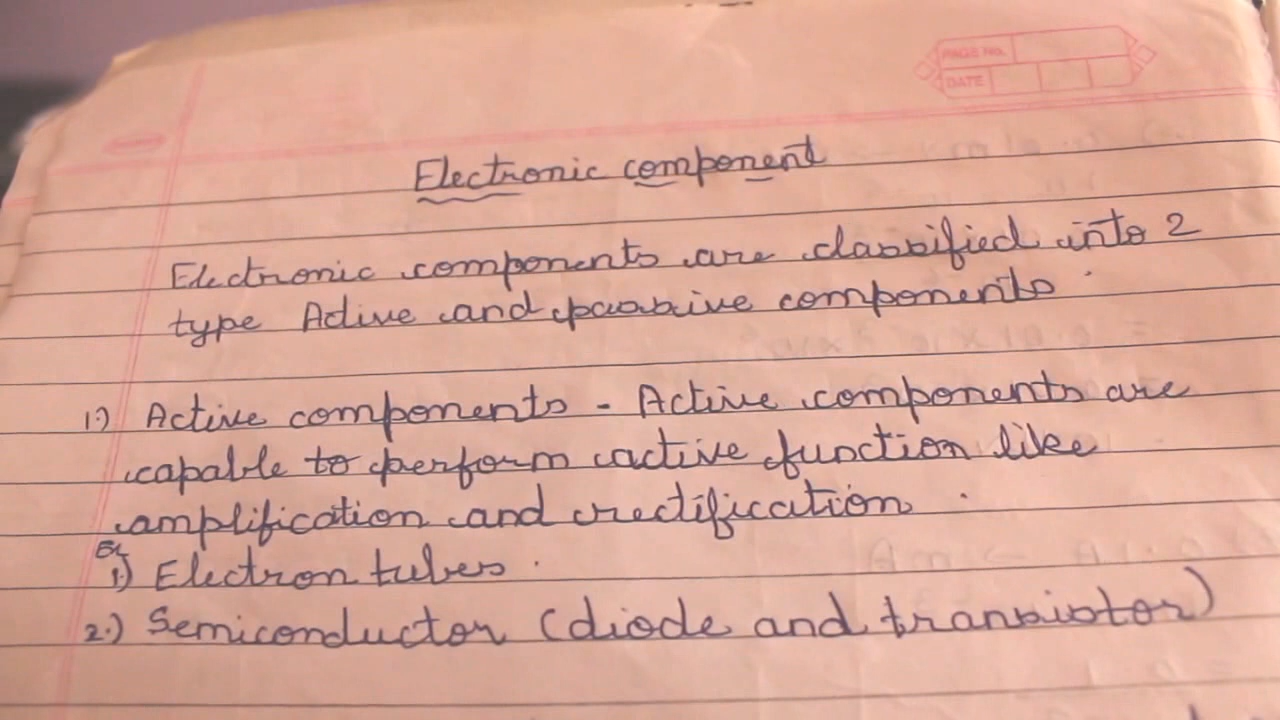 PAGE NO.
DATE
Electronic component
Electronic components are classified into 2
type Active and passive components.
1.) Active components - Active components are
capable to perform active function like
amplification and rectification.
Ex
1.) Electron tubes.
2.) Semiconductor (diode and transistor)